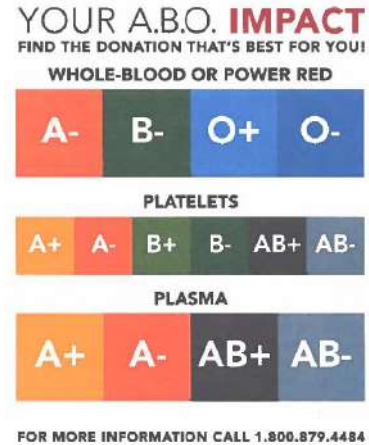 YOUR A.B.O. IMPACT
FIND THE DONATION THAT'S BEST FOR YOU!
WHOLE-BLOOD OR POWER RED
A- B- O+ O-
PLATELETS
A+ A- B+ B- AB+ AB-
PLASMA
A+ A- AB+ AB-
FOR MORE INFORMATION CALL 1.800.879.4484